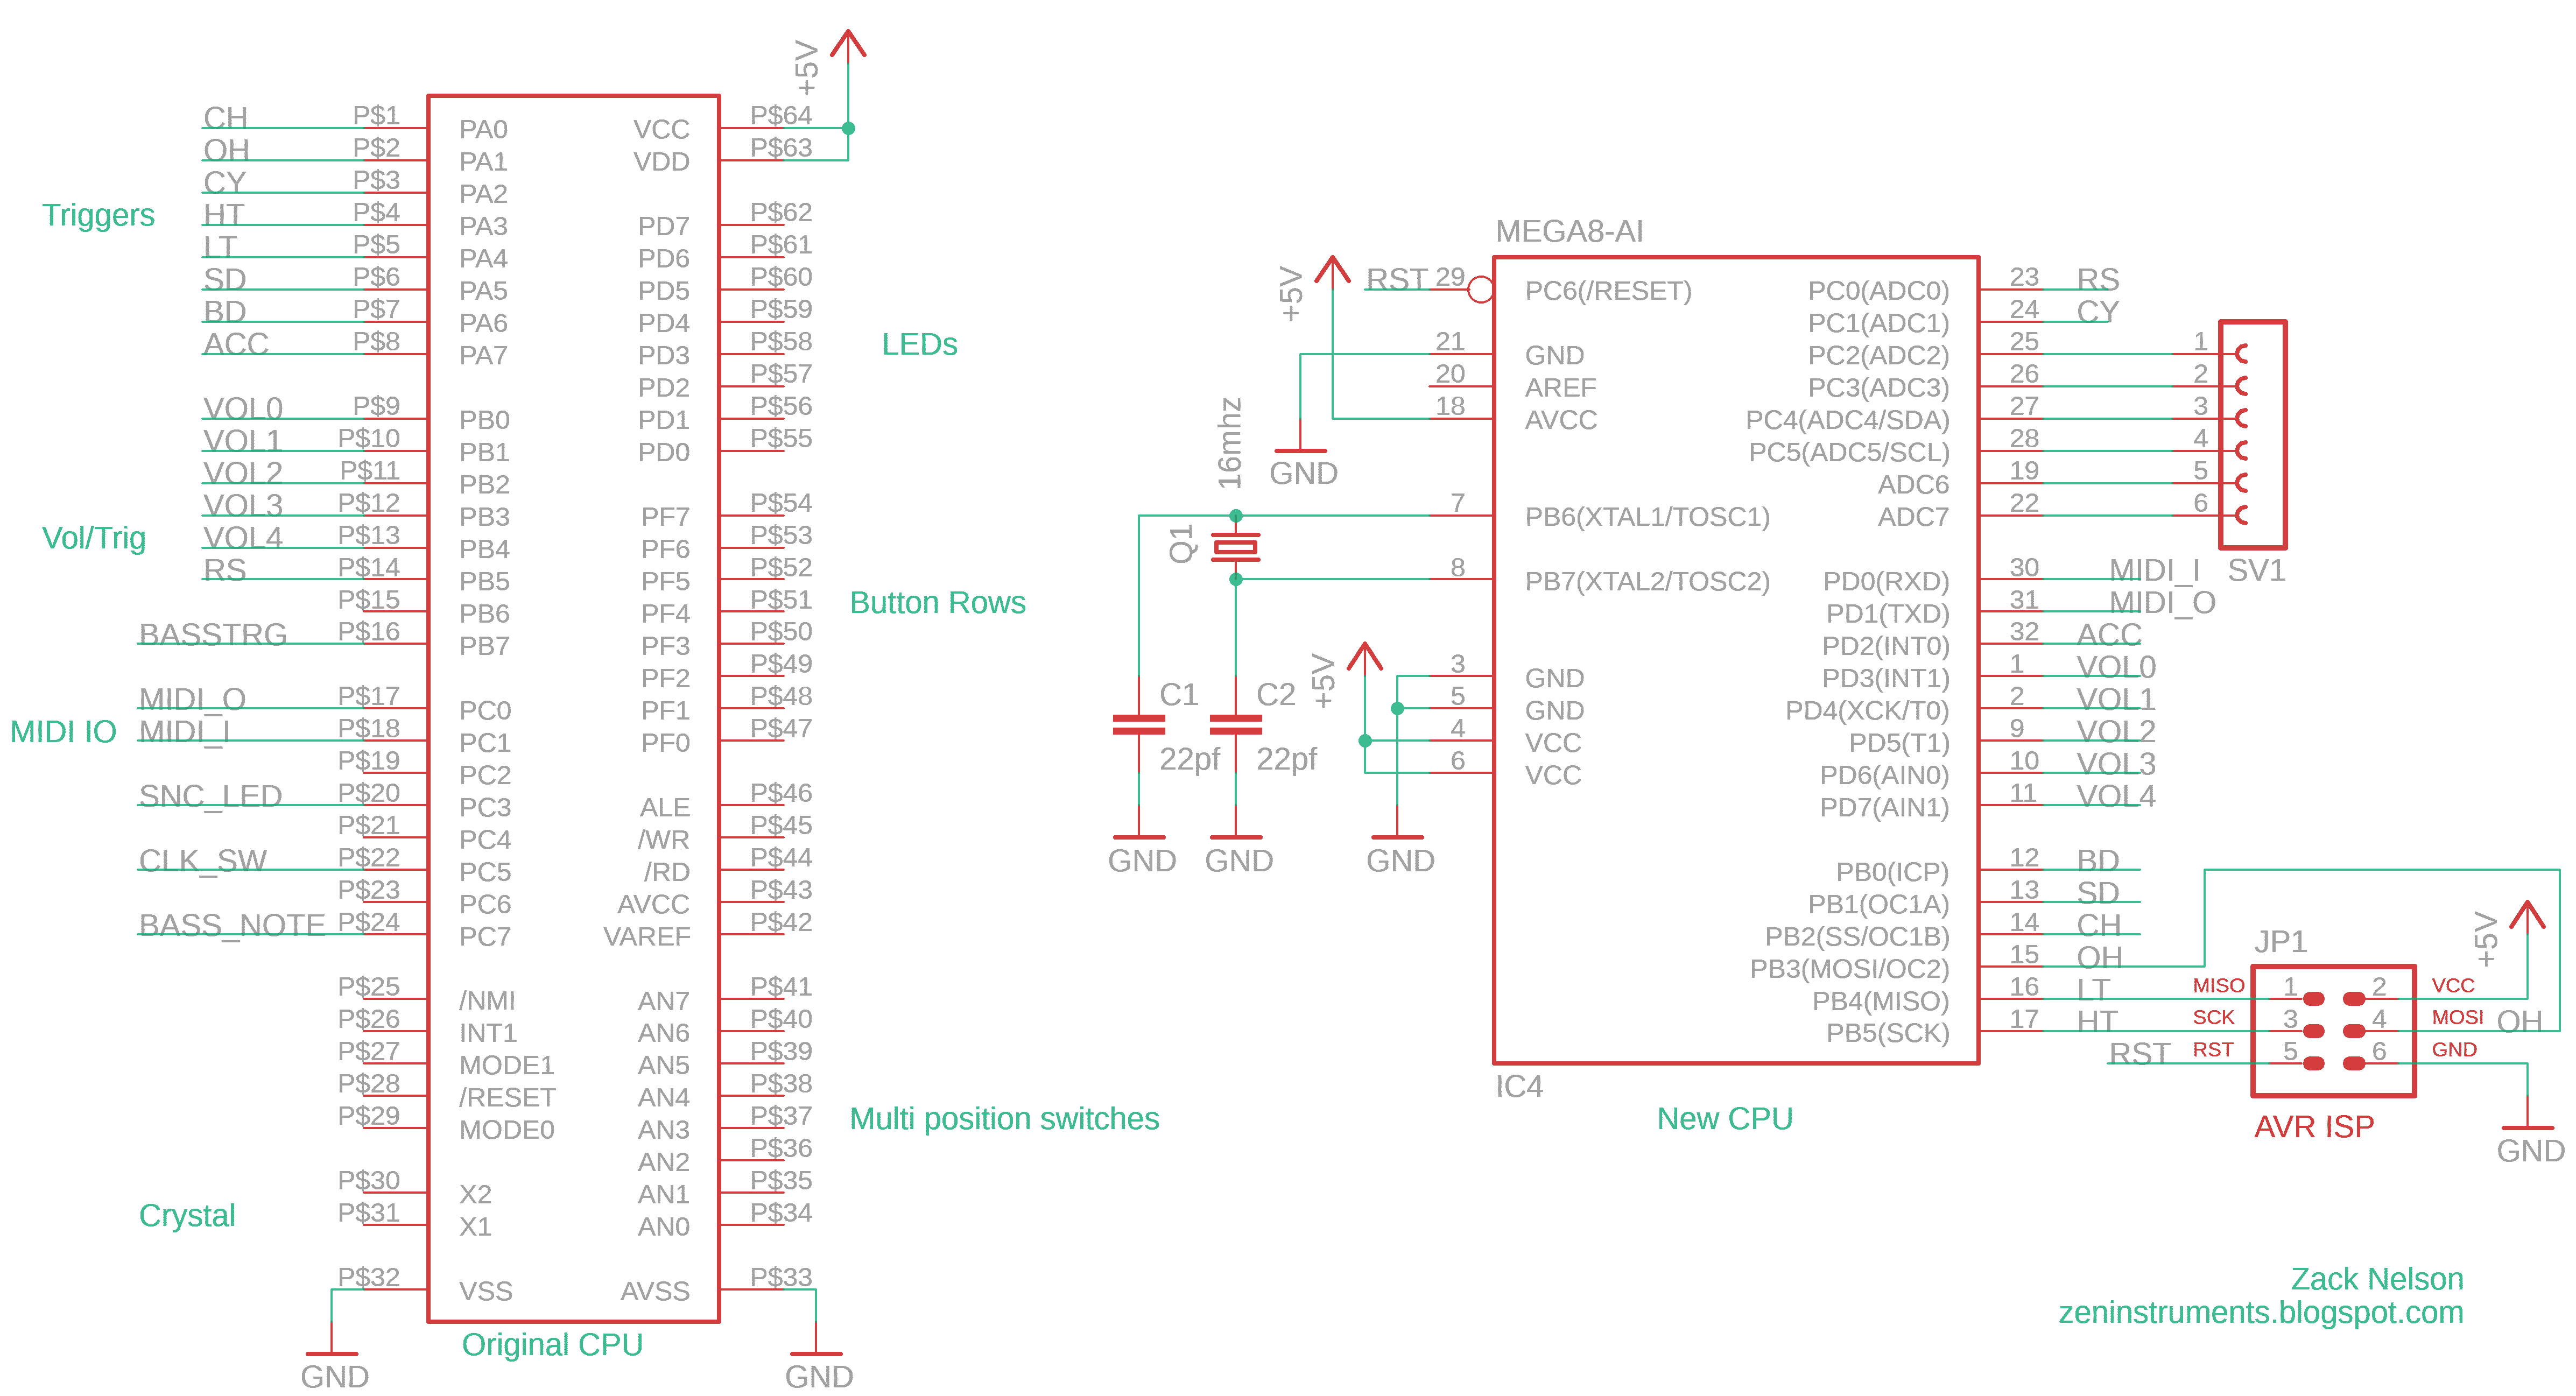 +5V
CH P$1 PA0 VCC P$64
OH P$2 PA1 VDD P$63
CY P$3 PA2
Triggers HT P$4 PA3 PD7 P$62
LT P$5 PA4 PD6 P$61
SD P$6 PA5 PD5 P$60
BD P$7 PA6 PD4 P$59
ACC P$8 PA7 PD3 P$58 LEDs
PD2 P$57
VOL0 P$9 PB0 PD1 P$56
VOL1 P$10 PB1 PD0 P$55
VOL2 P$11 PB2
VOL3 P$12 PB3 PF7 P$54
Vol/Trig VOL4 P$13 PB4 PF6 P$53
RS P$14 PB5 PF5 P$52
P$15 PB6 PF4 P$51 Button Rows
BASSTRG P$16 PB7 PF3 P$50
PF2 P$49
MIDI_O P$17 PC0 PF1 P$48
MIDI IO MIDI_I P$18 PC1 PF0 P$47
P$19 PC2
SNC_LED P$20 PC3 ALE P$46
P$21 PC4 /WR P$45
CLK_SW P$22 PC5 /RD P$44
P$23 PC6 AVCC P$43
BASS_NOTE P$24 PC7 VAREF P$42
P$25 /NMI AN7 P$41
P$26 INT1 AN6 P$40
P$27 MODE1 AN5 P$39
P$28 /RESET AN4 P$38
P$29 MODE0 AN3 P$37 Multi position switches
AN2 P$36
P$30 X2 AN1 P$35
Crystal P$31 X1 AN0 P$34
P$32 VSS AVSS P$33
Original CPU
GND GND
MEGA8-AI
+5V RST 29 PC6(/RESET) PC0(ADC0) 23 RS
PC1(ADC1) 24 CY
21 GND PC2(ADC2) 25 1
20 AREF PC3(ADC3) 26 2
18 AVCC PC4(ADC4/SDA) 27 3
16mhz GND PC5(ADC5/SCL) 28 4
ADC6 19 5
7 PB6(XTAL1/TOSC1) ADC7 22 6
Q1
8 PB7(XTAL2/TOSC2) PD0(RXD) 30 MIDI_I SV1
PD1(TXD) 31 MIDI_O
PD2(INT0) 32 ACC
C1 C2 +5V 3 GND PD3(INT1) 1 VOL0
5 GND PD4(XCK/T0) 2 VOL1
4 VCC PD5(T1) 9 VOL2
22pf 22pf 6 VCC PD6(AIN0) 10 VOL3
PD7(AIN1) 11 VOL4
GND GND GND PB0(ICP) 12 BD
PB1(OC1A) 13 SD
PB2(SS/OC1B) 14 CH JP1 +5V
PB3(MOSI/OC2) 15 OH
PB4(MISO) 16 LT MISO 1 2 VCC
PB5(SCK) 17 HT SCK 3 4 MOSI OH
RST RST 5 6 GND
IC4
New CPU AVR ISP GND
Zack Nelson
zeninstruments.blogspot.com